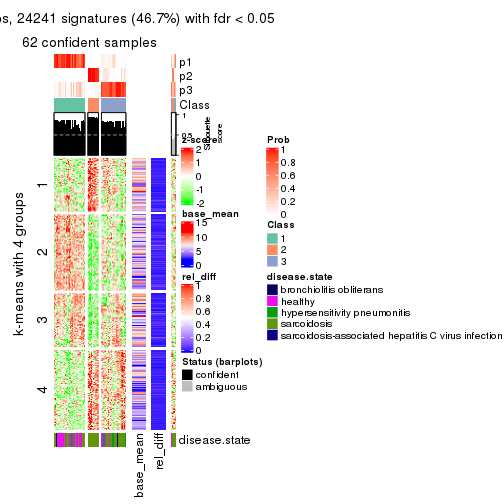 s, 24241 signatures (46.7%) with fdr < 0.05
62 confident samples
p1
p2
p3
Class
1
0.5
Silhouette
score
z-score
2
1
0
-1
-2
base_mean
15
10
5
0
rel_diff
1
0.8
0.6
0.4
0.2
0
Status (barplots)
confident
ambiguous
Prob
1
0.8
0.6
0.4
0.2
0
Class
1
2
3
disease.state
bronchiolitis obliterans
healthy
hypersensitivity pneumonitis
sarcoidosis
sarcoidosis-associated hepatitis C virus infection
k-means with 4 groups
1
2
3
4
disease.state
base_mean
rel_diff